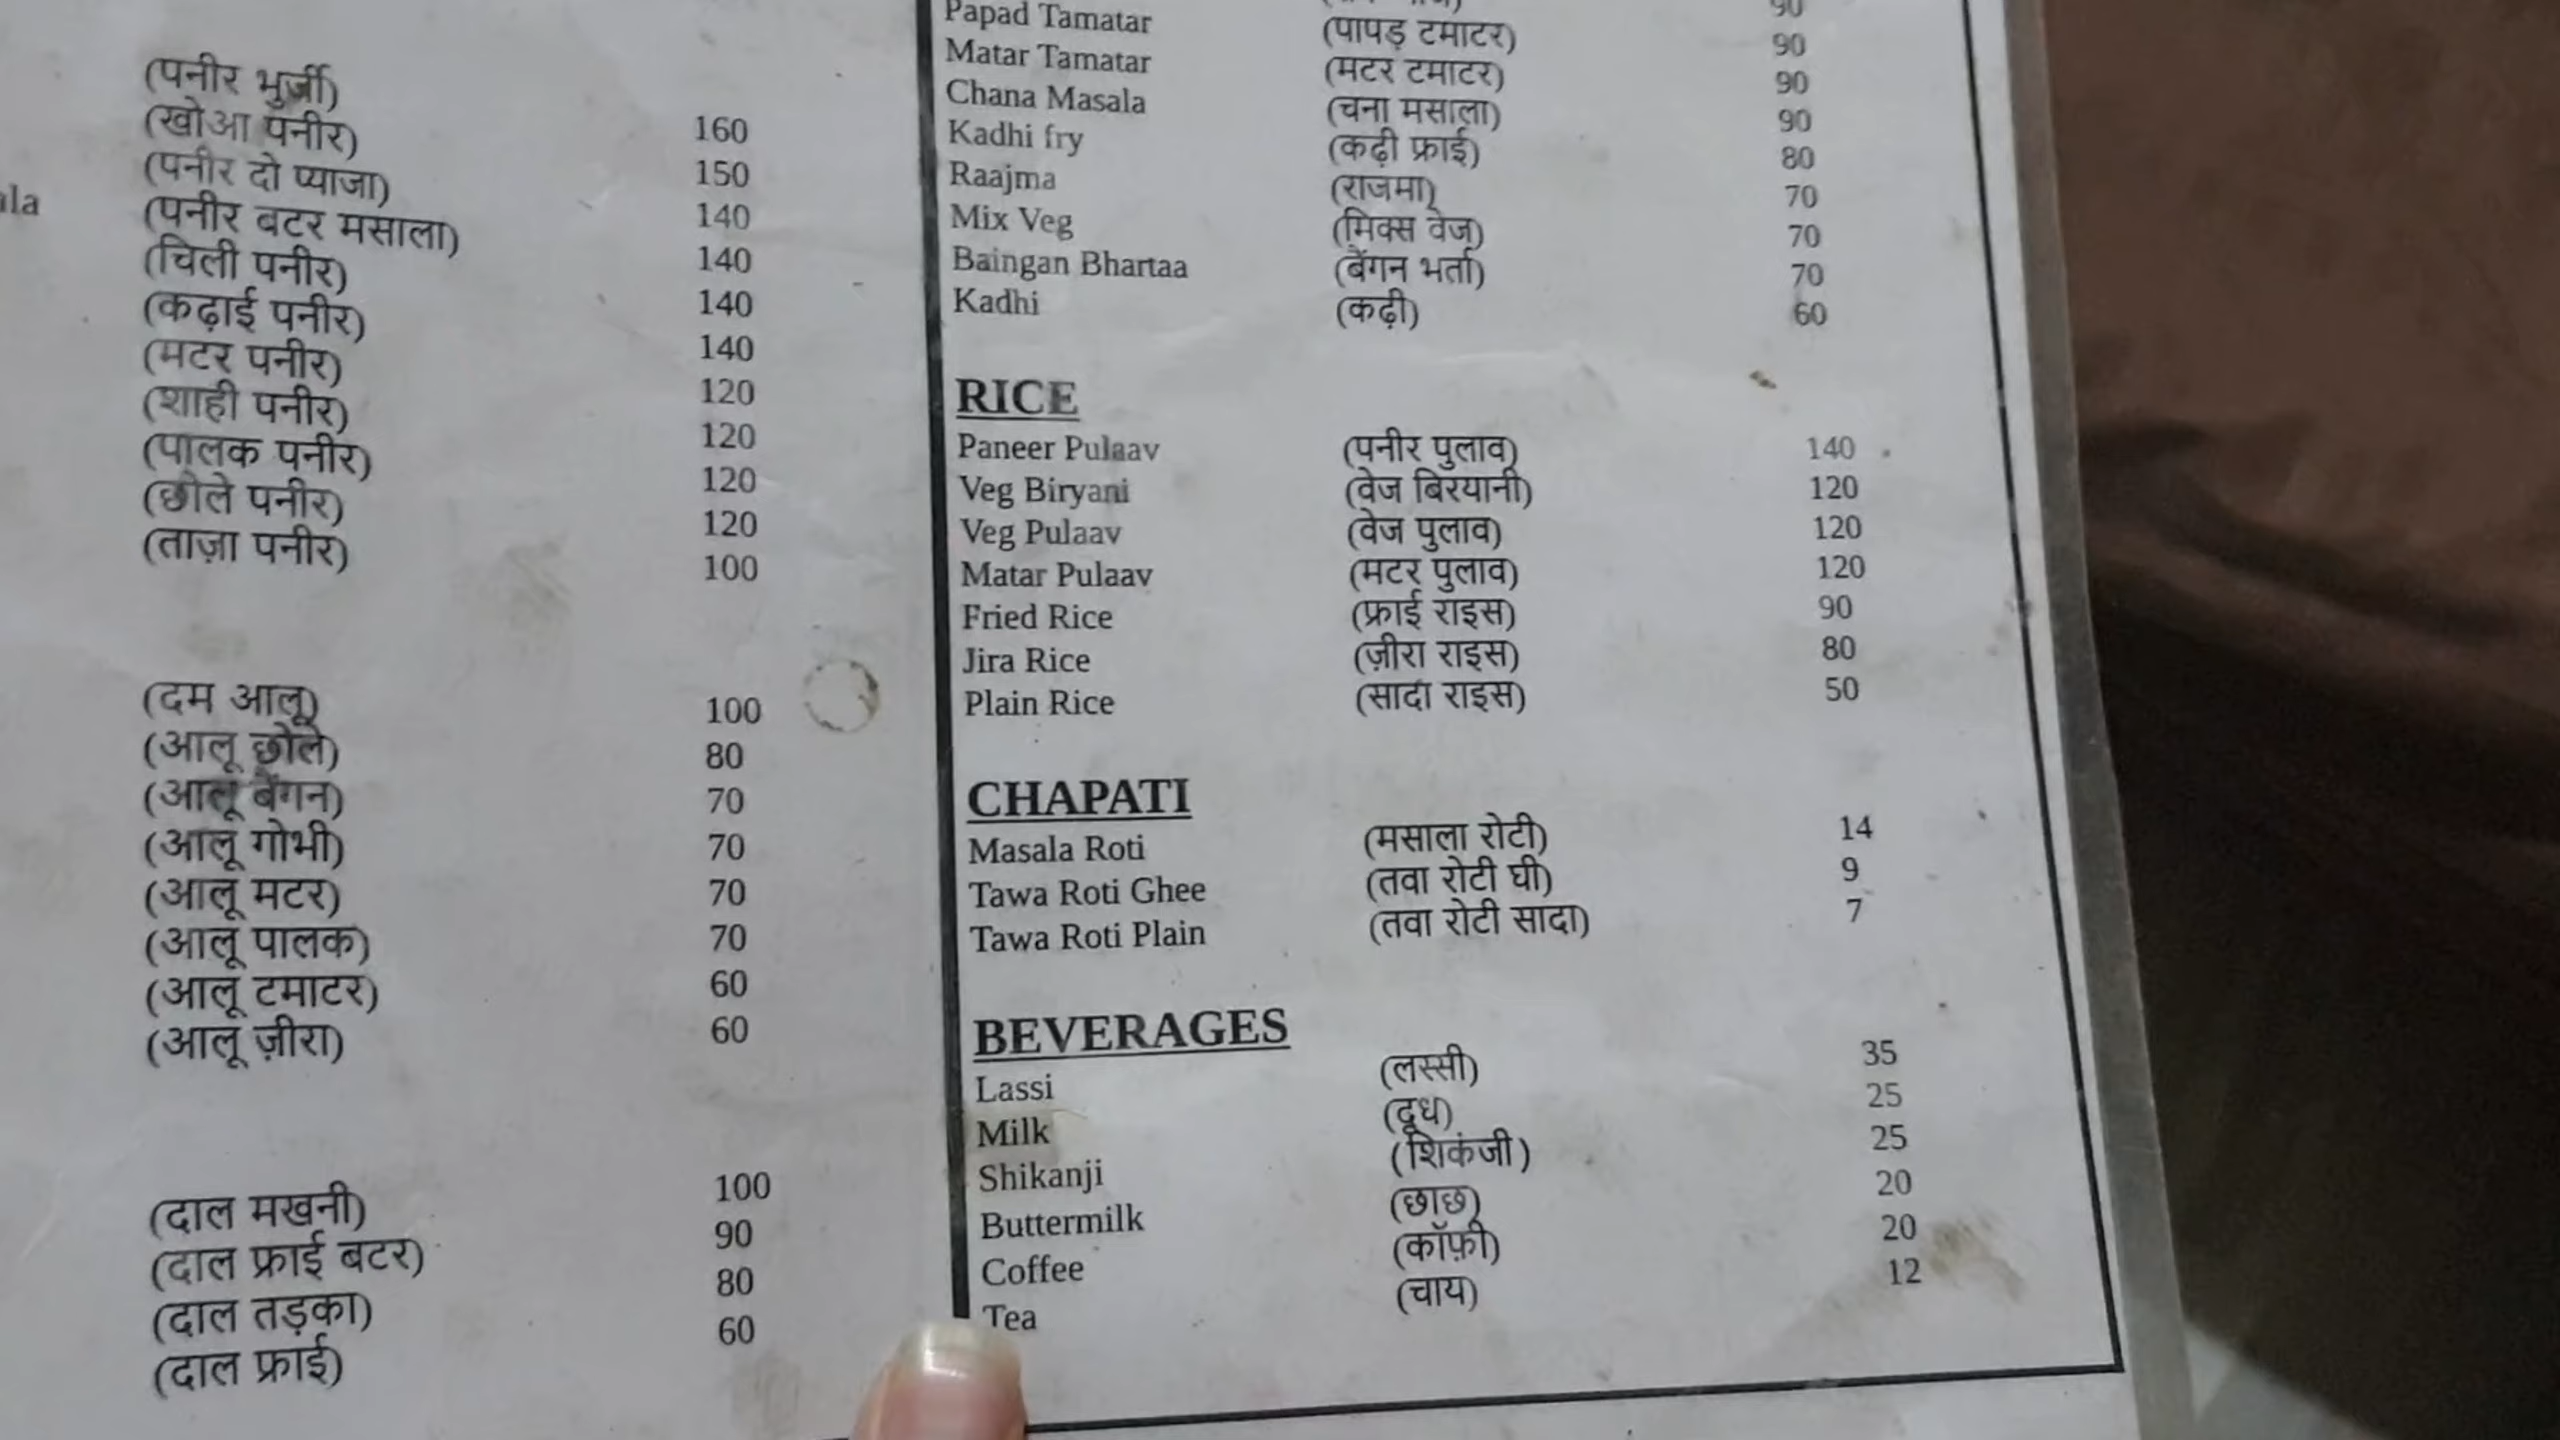 (पनीर भुर्जी) 160
(खोआ पनीर) 150
(पनीर दो प्याजा) 140
ala (पनीर बटर मसाला) 140
(चिली पनीर) 140
(कढ़ाई पनीर) 140
(मटर पनीर) 120
(शाही पनीर) 120
(पालक पनीर) 120
(छोले पनीर) 120
(ताज़ा पनीर) 100
(दम आलू) 100
(आलू छोले) 80
(आलू बैंगन) 70
(आलू गोभी) 70
(आलू मटर) 70
(आलू पालक) 70
(आलू टमाटर) 60
(आलू ज़ीरा) 60
(दाल मखनी) 100
(दाल फ्राई बटर) 90
(दाल तड़का) 80
(दाल फ्राई) 60
90
Papad Tamatar (पापड़ टमाटर) 90
Matar Tamatar (मटर टमाटर) 90
Chana Masala (चना मसाला) 90
Kadhi fry (कढ़ी फ्राई) 80
Raajma (राजमा) 70
Mix Veg (मिक्स वेज) 70
Baingan Bhartaa (बैंगन भर्ता) 70
Kadhi (कढ़ी) 60
RICE
Paneer Pulaav (पनीर पुलाव) 140
Veg Biryani (वेज बिरयानी) 120
Veg Pulaav (वेज पुलाव) 120
Matar Pulaav (मटर पुलाव) 120
Fried Rice (फ्राई राइस) 90
Jira Rice (ज़ीरा राइस) 80
Plain Rice (सादा राइस) 50
CHAPATI
Masala Roti (मसाला रोटी) 14
Tawa Roti Ghee (तवा रोटी घी) 9
Tawa Roti Plain (तवा रोटी सादा) 7
BEVERAGES
Lassi (लस्सी) 35
Milk (दूध) 25
Shikanji (शिकंजी) 25
Buttermilk (छाछ) 20
Coffee (कॉफ़ी) 20
Tea (चाय) 12